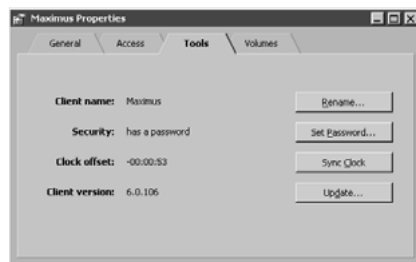 Maximus Properties
General Access Tools Volumes
Client name: Maximus Rename...
Security: has a password Set Password...
Clock offset: -00:00:53 Sync Clock
Client version: 6.0.106 Update...